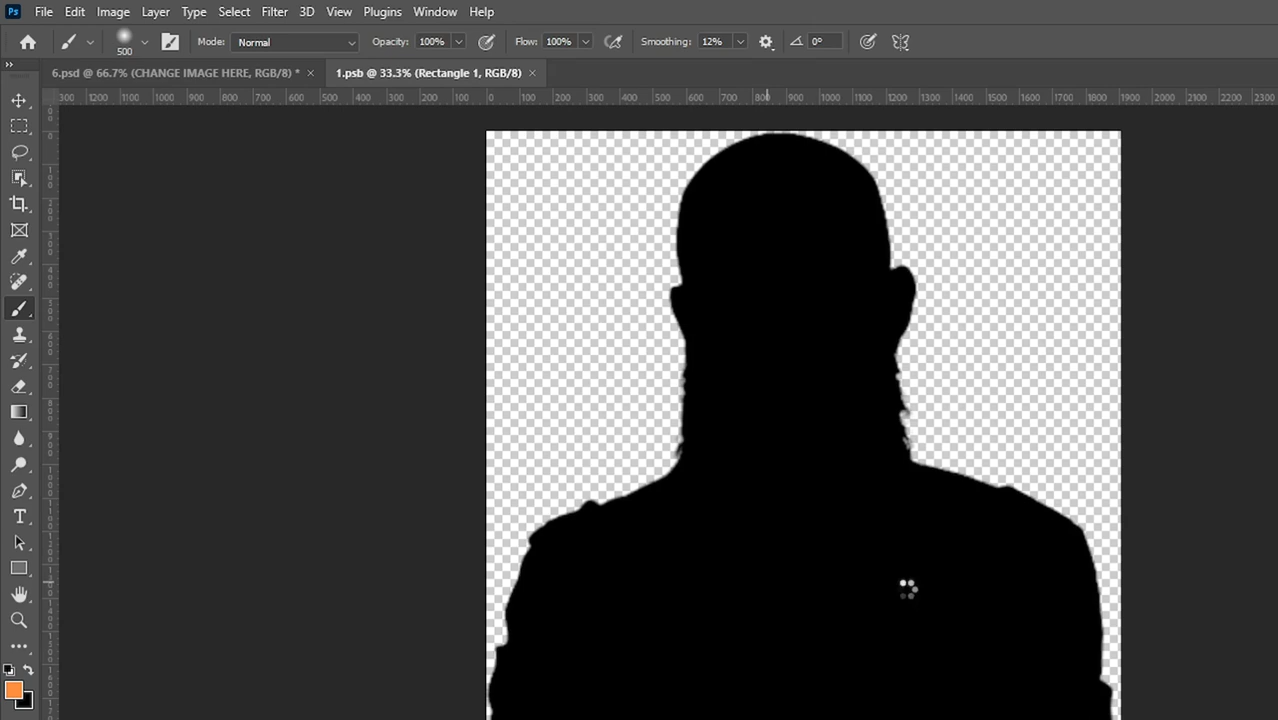 Ps File Edit Image Layer Type Select Filter 3D View Plugins Window Help
500 Mode: Normal Opacity: 100% Flow: 100% Smoothing: 12% 0°
6.psd @ 66.7% (CHANGE IMAGE HERE, RGB/8) * × 1.psb @ 33.3% (Rectangle 1, RGB/8) ×
300 1200 1100 1000 900 800 700 600 500 400 300 200 100 0 100 200 300 400 500 600 700 800 900 1000 1100 1200 1300 1400 1500 1600 1700 1800 1900 2000 2100 2200 2300